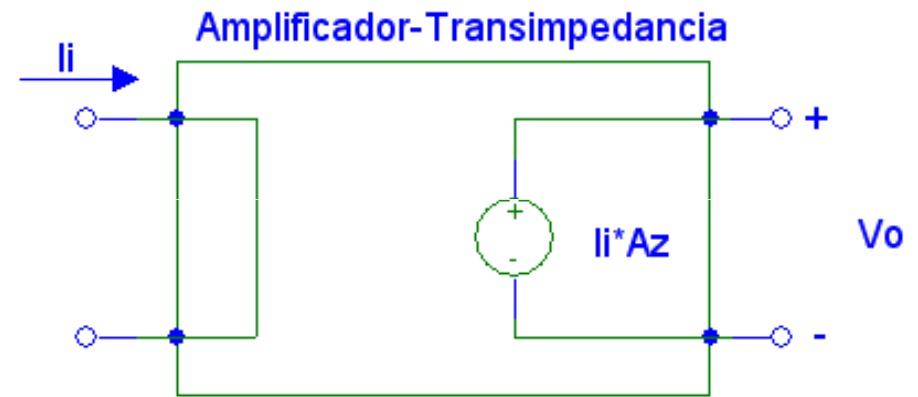 Amplificador-Transimpedancia
Ii
+
+
Ii*Az
Vo
-
-